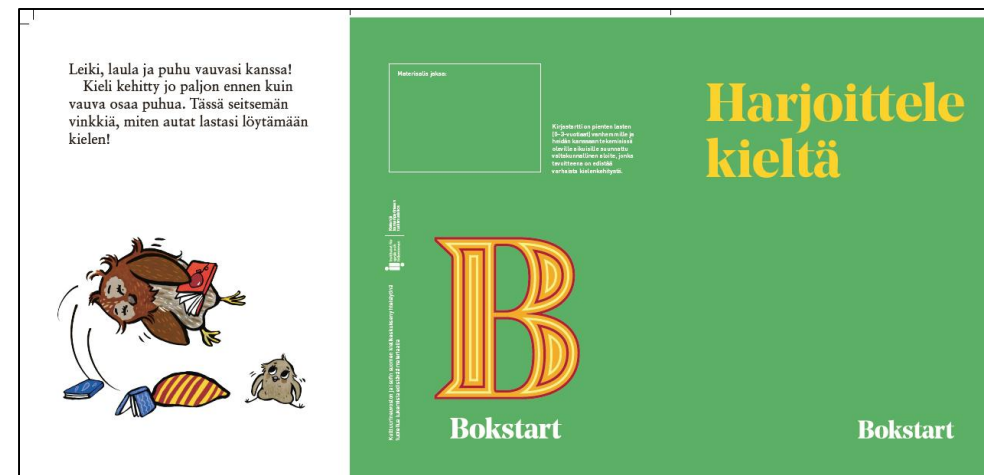 Leiki, laula ja puhu vauvasi kanssa!
Kieli kehitty jo paljon ennen kuin
vauva osaa puhua. Tässä seitsemän
vinkkiä, miten autat lastasi löytämään
kielen!
Materiaalin jakaa:
Kirjastartti on pienten lasten
(0–3-vuotiaat) vanhemmille ja
heidän kanssaan tekemisissä
oleville aikuisille suunnattu
valtakunnallinen aloite, jonka
tavoitteena on edistää
varhaista kielenkehitystä.
B
Bokstart
Harjoittele
kieltä
Bokstart